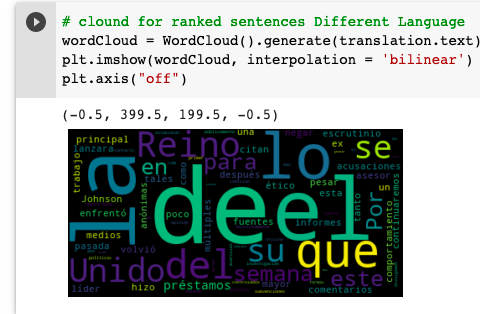 # clound for ranked sentences Different Language
wordCloud = WordCloud().generate(translation.text)
plt.imshow(wordCloud, interpolation = 'bilinear')
plt.axis("off")
(-0.5, 399.5, 199.5, -0.5)
principal
Reino
una
citan
negar
escrutinio
lanzara
para
ex
se
trabajo
en
como
después
acusaciones
tales
ético
pesar
asesor
la
lo
de
el
Johnson
esta
un
enfrentó
anónimas
poco
fuentes
informes
tanto
Por
medios
múltiples
su
que
comportamiento
continuaremos
pasada
volvió
Unido
del
semana
este
líder
hizo
préstamos
mayor
comentarios